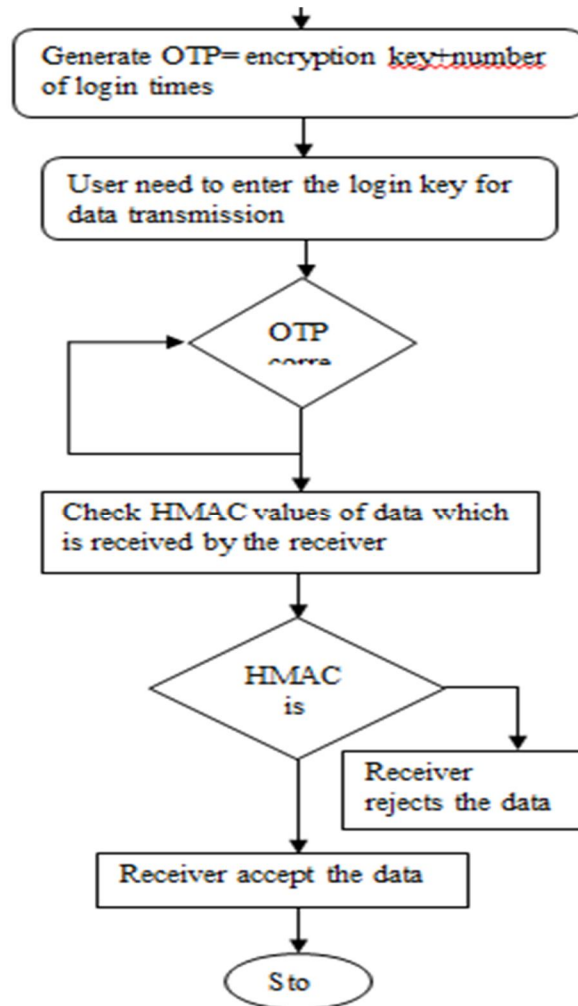 Generate OTP= encryption key+number
of login times
User need to enter the login key for
data transmission
OTP
corre
Check HMAC values of data which
is received by the receiver
HMAC
is
Receiver
rejects the data
Receiver accept the data
Sto